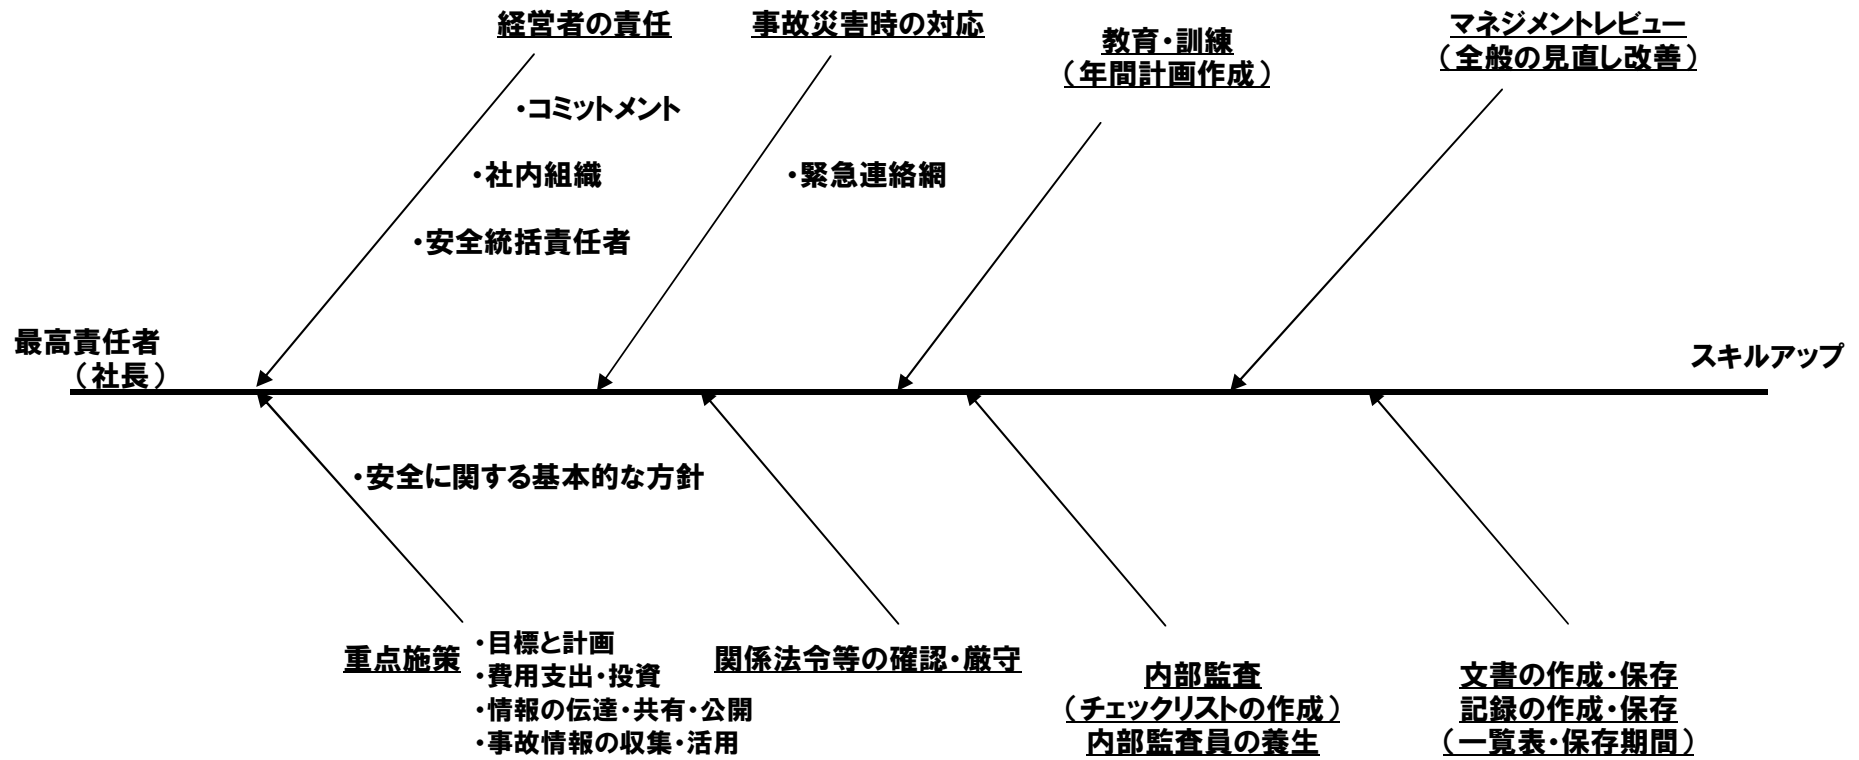 経営者の責任
・コミットメント
・社内組織
・安全統括責任者
事故災害時の対応
・緊急連絡網
教育・訓練
（年間計画作成）
マネジメントレビュー
（全般の見直し改善）
最高責任者
（社長）
スキルアップ
・安全に関する基本的な方針
重点施策
・目標と計画
・費用支出・投資
・情報の伝達・共有・公開
・事故情報の収集・活用
関係法令等の確認・厳守
内部監査
（チェックリストの作成）
内部監査員の養生
文書の作成・保存
記録の作成・保存
（一覧表・保存期間）